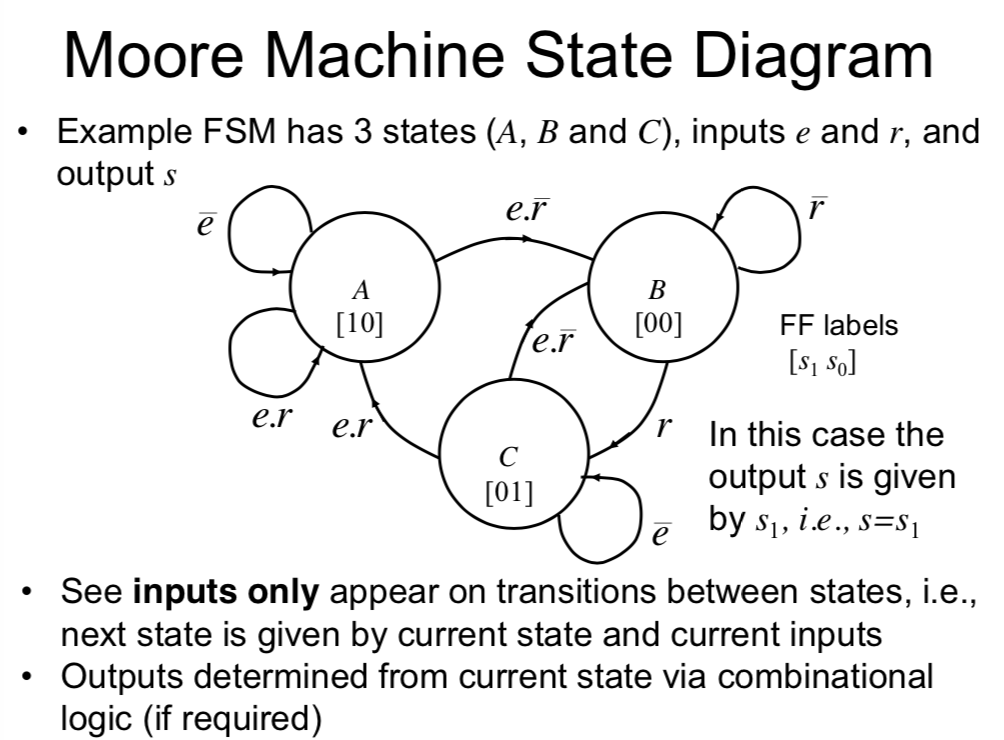 Moore Machine State Diagram
• Example FSM has 3 states (A, B and C), inputs e and r, and
output s
e̅
e.r̅
r̅
A
[10]
B
[00]
e.r̅
FF labels
[s₁ s₀]
e.r
e.r
r
C
[01]
e̅
In this case the
output s is given
by s₁, i.e., s=s₁
• See inputs only appear on transitions between states, i.e.,
next state is given by current state and current inputs
• Outputs determined from current state via combinational
logic (if required)